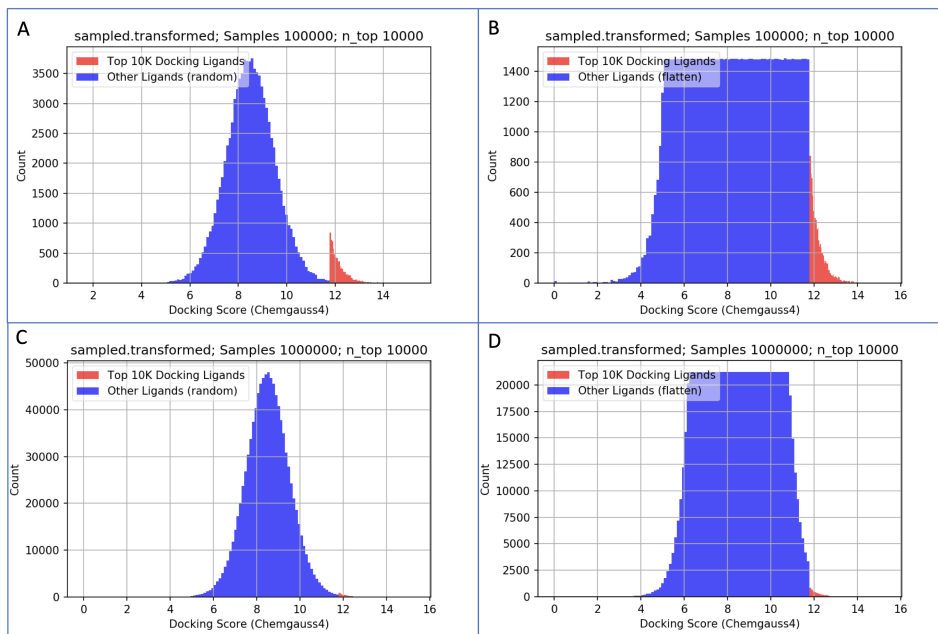 A
sampled.transformed; Samples 100000; n_top 10000
Top 10K Docking Ligands
Other Ligands (random)
3500
3000
2500
2000
1500
1000
500
0
Count
2 4 6 8 10 12 14
Docking Score (Chemgauss4)
B
sampled.transformed; Samples 100000; n_top 10000
Top 10K Docking Ligands
Other Ligands (flatten)
1400
1200
1000
800
600
400
200
0
Count
0 2 4 6 8 10 12 14 16
Docking Score (Chemgauss4)
C
sampled.transformed; Samples 1000000; n_top 10000
Top 10K Docking Ligands
Other Ligands (random)
50000
40000
30000
20000
10000
0
Count
0 2 4 6 8 10 12 14 16
Docking Score (Chemgauss4)
D
sampled.transformed; Samples 1000000; n_top 10000
Top 10K Docking Ligands
Other Ligands (flatten)
20000
17500
15000
12500
10000
7500
5000
2500
0
Count
0 2 4 6 8 10 12 14 16
Docking Score (Chemgauss4)